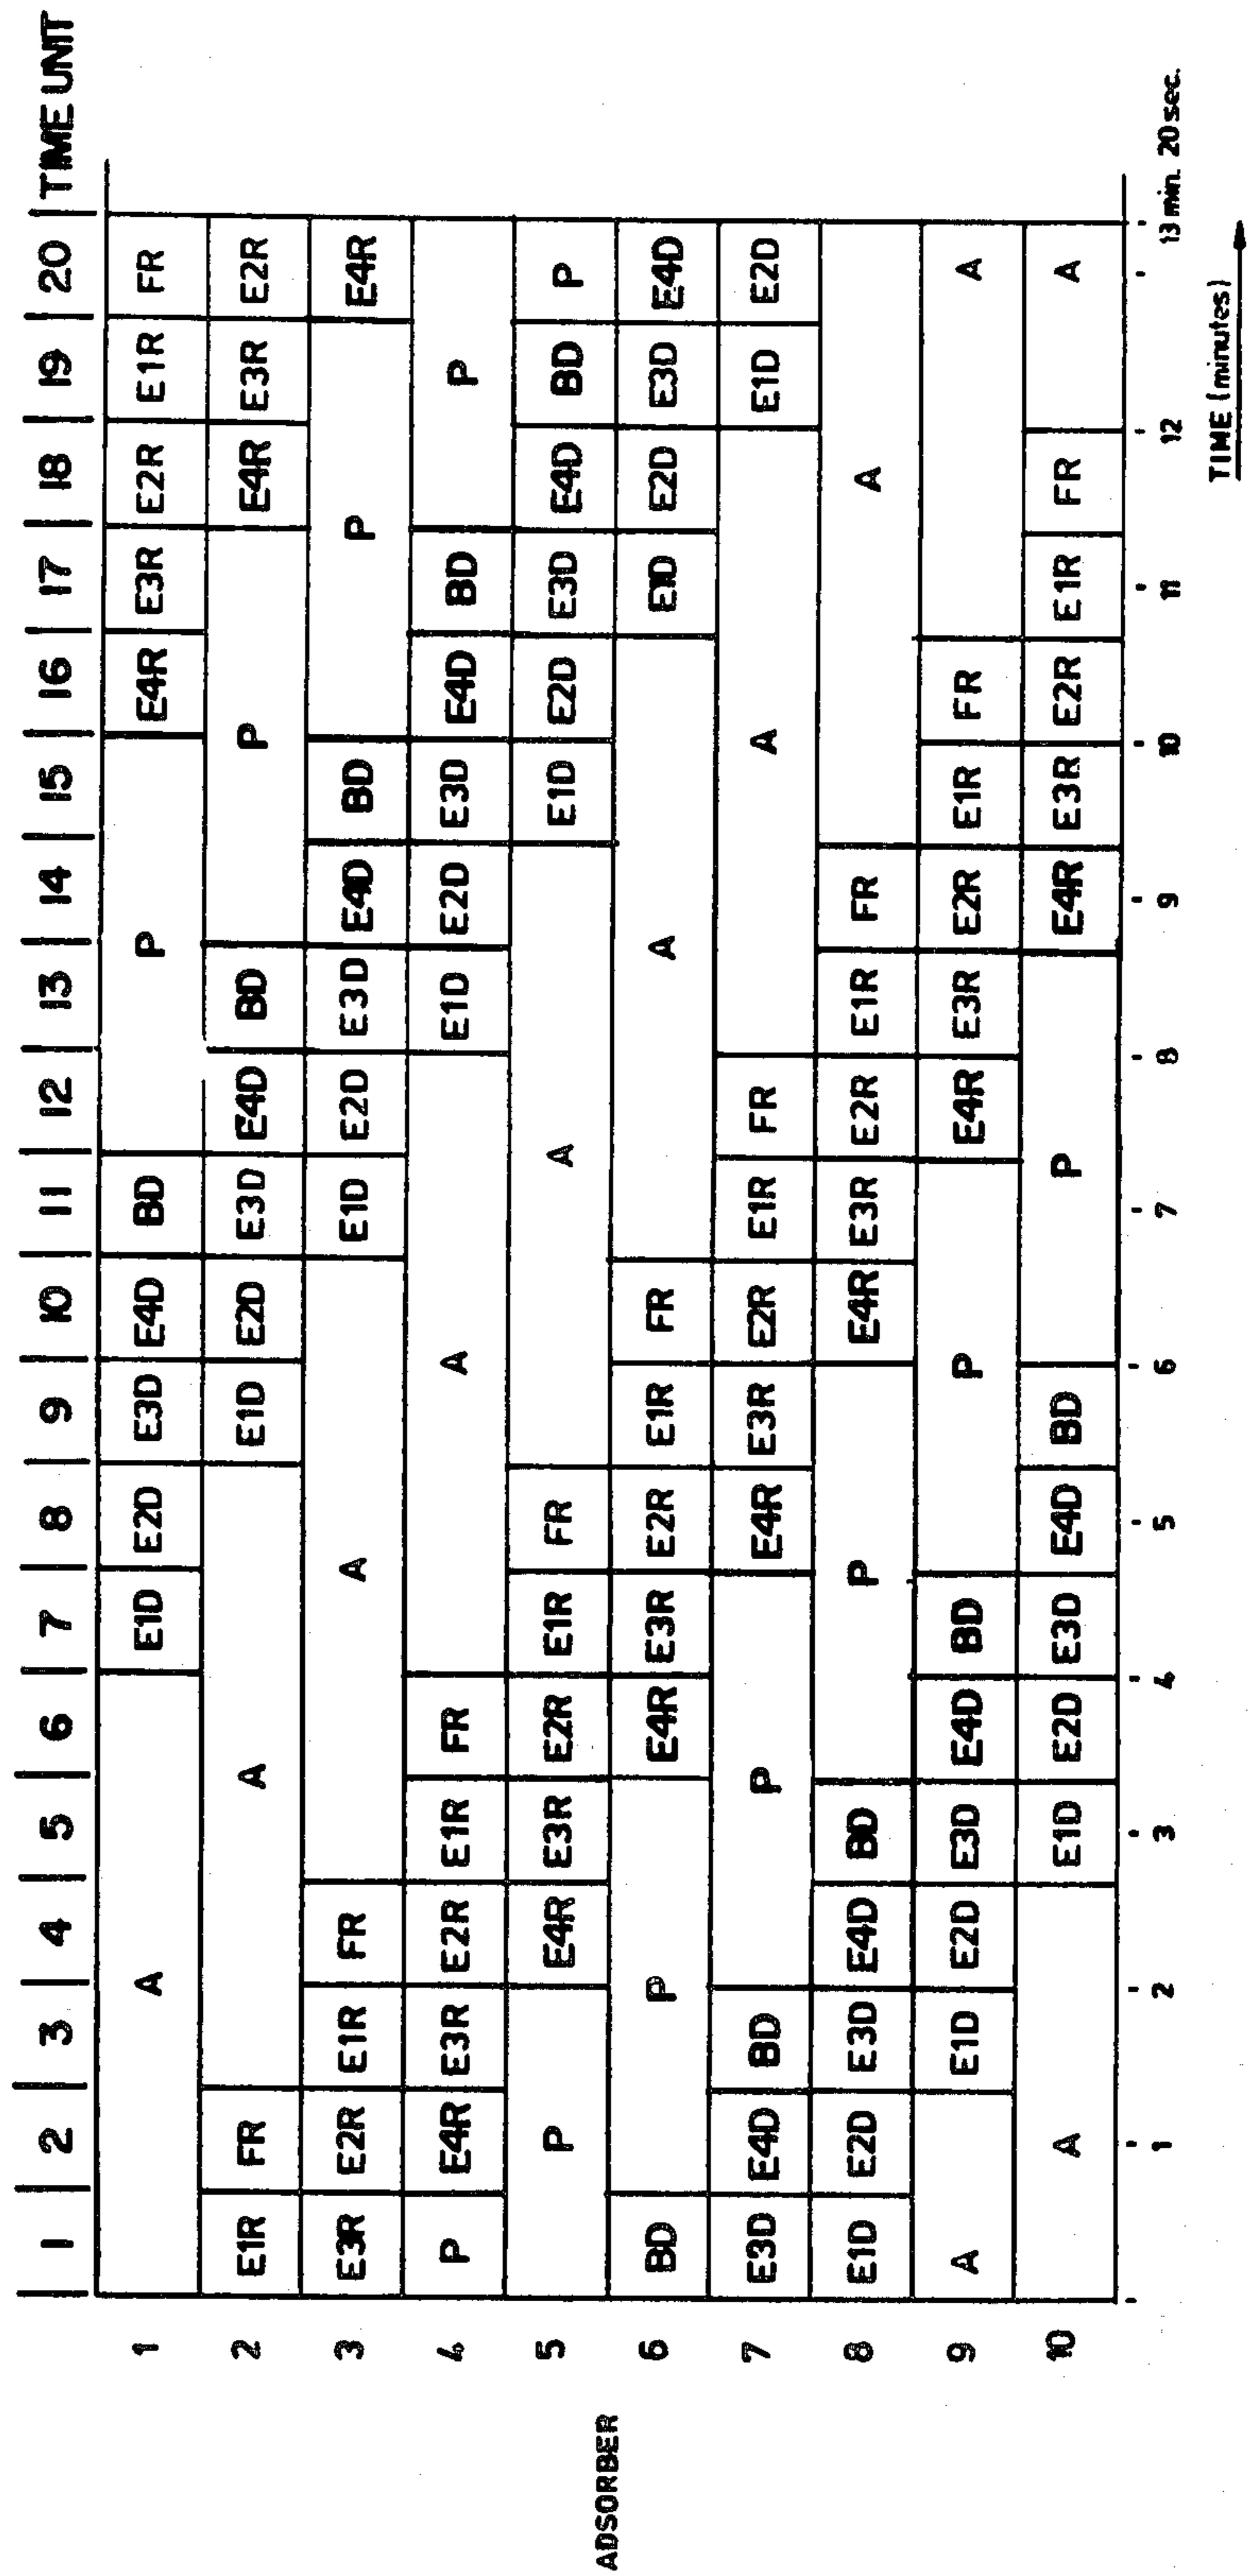 1 2 3 4 5 6 7 8 9 10 11 12 13 14 15 16 17 18 19 20 TIME UNIT
1 A E1D E2D E3D E4D BD P E4R E3R E2R E1R FR
2 E1R FR A E1D E2D E3D E4D BD P E4R E3R E2R
3 E3R E2R E1R FR A E1D E2D E3D E4D BD P E4R
4 P E4R E3R E2R E1R FR A E1D E2D E3D E4D BD P
ADSORBER
5 P E4R E3R E2R E1R FR A E1D E2D E3D E4D BD P
6 BD P E4R E3R E2R E1R FR A E1D E2D E3D E4D
7 E3D E4D BD P E4R E3R E2R E1R FR A E1D E2D
8 E1D E2D E3D E4D BD P E4R E3R E2R E1R FR A
9 A E1D E2D E3D E4D BD P E4R E3R E2R E1R FR A
10 A E1D E2D E3D E4D BD P E4R E3R E2R E1R FR A
1 2 3 4 5 6 7 8 9 10 11 12 13 min. 20 sec.
TIME (minutes)